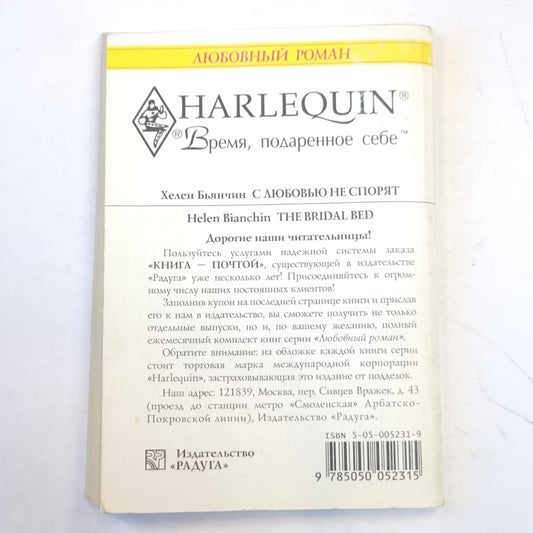 ЛЮБОВНЫЙ РОМАН
HARLEQUIN®
®Время, подаренное себе™
Хелен Бьянчин С ЛЮБОВЬЮ НЕ СПОРЯТ
Helen Bianchin THE BRIDAL BED
Дорогие наши читательницы!
Пользуйтесь услугами надежной системы заказа
«КНИГА — ПОЧТОЙ», существующей в издательстве
"Радуга" уже несколько лет! Присоединяйтесь к огром-
ному числу наших постоянных клиентов!
Заполнив купон на последней странице книги и прислав
его к нам в издательство, вы сможете получить не только
отдельные выпуски, но и, по вашему желанию, полный
ежемесячный комплект книг серии «Любовный роман».
Обратите внимание: на обложке каждой книги серии
стоит торговая марка международной корпорации
«Harlequin», застраховывающая это издание от подделок.
Наш адрес: 121839, Москва, пер. Сивцев Вражек, д. 43
(проезд до станции метро «Смоленская» Арбатско-
Покровской линии), Издательство «Радуга».
ISBN 5-05-005231-9
Издательство
«РАДУГА»
9 785050 052315